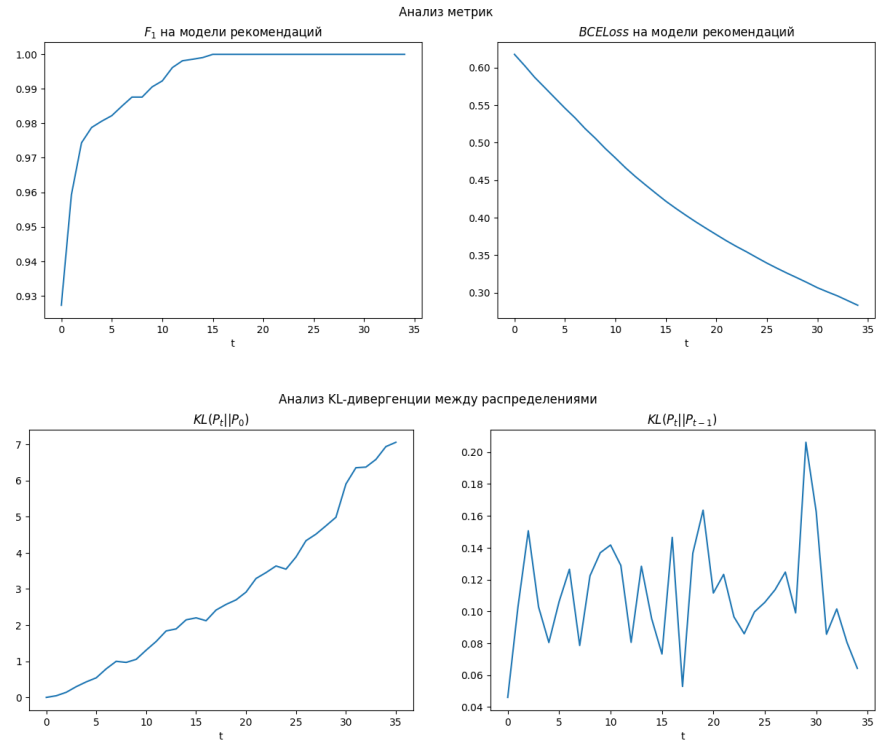 Анализ метрик
F₁ на модели рекомендаций
BCELoss на модели рекомендаций
1.00
0.99
0.98
0.97
0.96
0.95
0.94
0.93
0 5 10 15 20 25 30 35
t
0.60
0.55
0.50
0.45
0.40
0.35
0.30
0 5 10 15 20 25 30 35
t
Анализ KL-дивергенции между распределениями
KL(Pₜ||P₀)
KL(Pₜ||Pₜ₋₁)
7
6
5
4
3
2
1
0
0 5 10 15 20 25 30 35
t
0.20
0.18
0.16
0.14
0.12
0.10
0.08
0.06
0.04
0 5 10 15 20 25 30 35
t